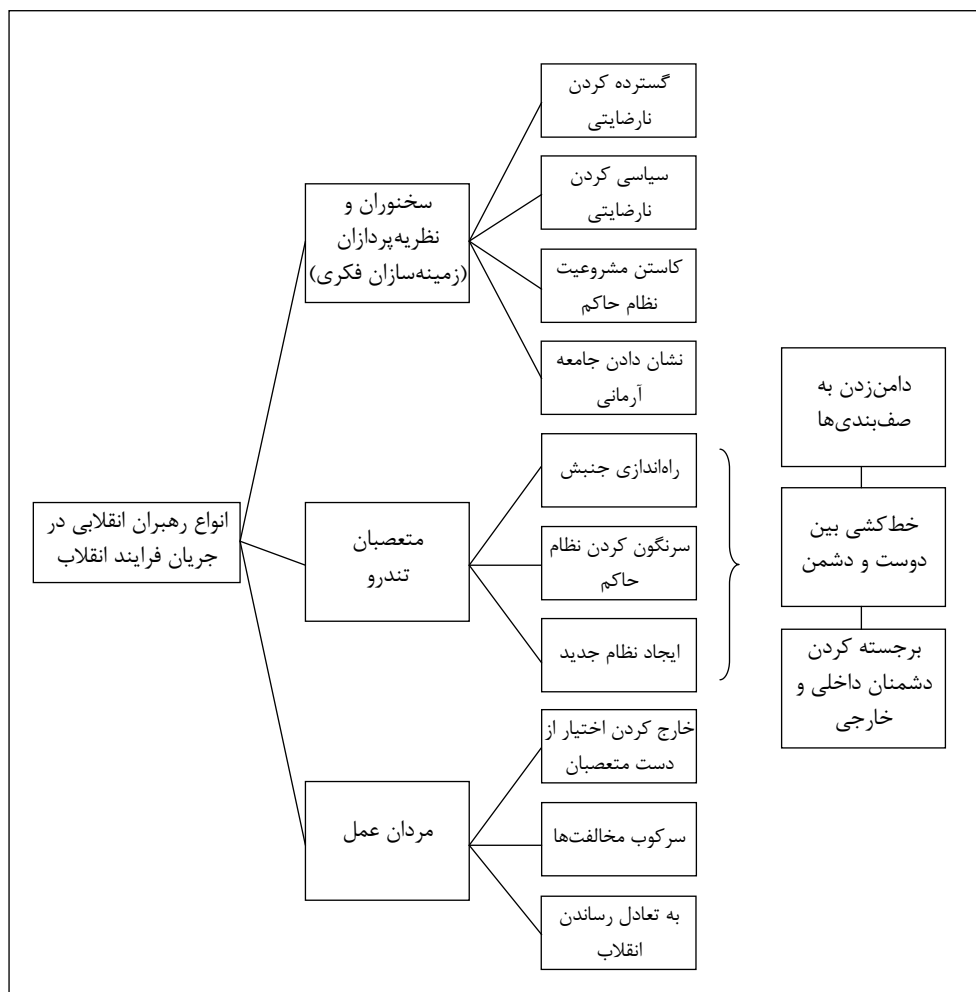 انواع رهبران انقلابی در
جریان فرایند انقلاب
سخنوران و
نظریه‌پردازان
(زمینه‌سازان فکری)
گسترده کردن
نارضایتی
سیاسی کردن
نارضایتی
کاستن مشروعیت
نظام حاکم
نشان دادن جامعه
آرمانی
متعصبان
تندرو
راه‌اندازی جنبش
سرنگون کردن نظام
حاکم
ایجاد نظام جدید
دامن‌زدن به
صف‌بندی‌ها
خط‌کشی بین
دوست و دشمن
برجسته کردن
دشمنان داخلی و
خارجی
مردان عمل
خارج کردن اختیار از
دست متعصبان
سرکوب مخالفت‌ها
به تعادل رساندن
انقلاب